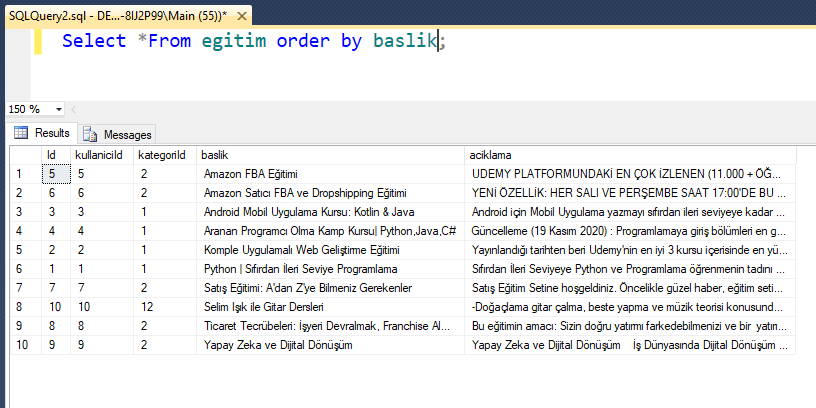 SQLQuery2.sql - DE...-8IJ2P99\Main (55))* ✕
Select *From egitim order by baslik;
150 %
Results Messages
Id kullaniciId kategoriId baslik aciklama
1 5 5 2 Amazon FBA Eğitimi UDEMY PLATFORMUNDAKİ EN ÇOK İZLENEN (11.000 + ÖĞ...
2 6 6 2 Amazon Satıcı FBA ve Dropshipping Eğitimi YENİ ÖZELLİK: HER SALI VE PERŞEMBE SAAT 17:00'DE BU ...
3 3 3 1 Android Mobil Uygulama Kursu: Kotlin & Java Android için Mobil Uygulama yazmayı sıfırdan ileri seviyeye kadar ...
4 4 4 1 Aranan Programcı Olma Kamp Kursu| Python,Java,C# Güncelleme (19 Kasım 2020) : Programlamaya giriş bölümleri en g...
5 2 2 1 Komple Uygulamalı Web Geliştirme Eğitimi Yayınlandığı tarihten beri Udemy'nin en iyi 3 kursu içerisinde en yü...
6 1 1 1 Python | Sıfırdan İleri Seviye Programlama Sıfırdan İleri Seviyeye Python ve Programlama öğrenmenin tadını ...
7 7 7 2 Satış Eğitimi: A'dan Z'ye Bilmeniz Gerekenler Satış Eğitim Setine hoşgeldiniz. Öncelikle güzel haber, eğitim seti...
8 10 10 12 Selim Işık ile Gitar Dersleri -Doğaçlama gitar çalma, beste yapma ve müzik teorisi konusund...
9 8 8 2 Ticaret Tecrübeleri: İşyeri Devralmak, Franchise Al... Bu eğitimin amacı: Sizin doğru yatırımı farkedebilmenizi ve bir yatırı...
10 9 9 2 Yapay Zeka ve Dijital Dönüşüm Yapay Zeka ve Dijital Dönüşüm İş Dünyasında Dijital Dönüşüm ...